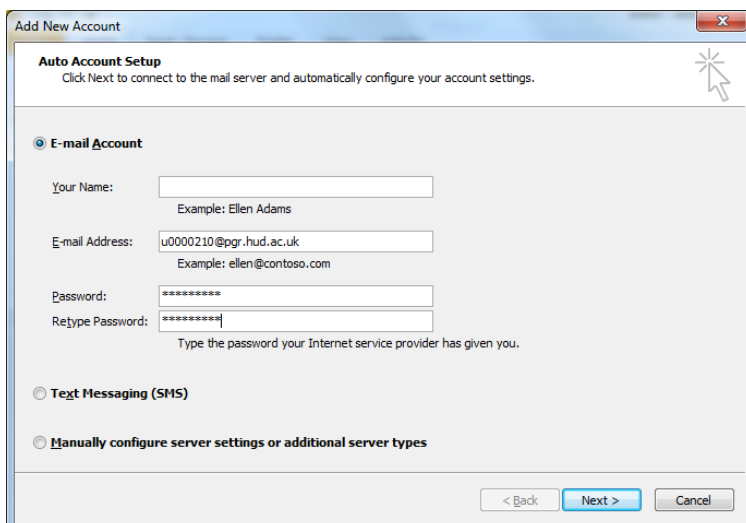 Add New Account
Auto Account Setup
Click Next to connect to the mail server and automatically configure your account settings.
E-mail Account
Your Name:
Example: Ellen Adams
E-mail Address: u0000210@pgr.hud.ac.uk
Example: ellen@contoso.com
Password: *********
Retype Password: *********
Type the password your Internet service provider has given you.
Text Messaging (SMS)
Manually configure server settings or additional server types
< Back Next > Cancel